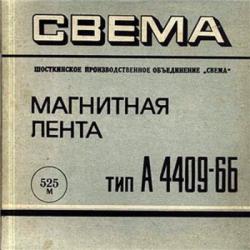 СВЕМА
ШОСТКИНСКОЕ ПРОИЗВОДСТВЕННОЕ ОБЪЕДИНЕНИЕ „СВЕМА"
МАГНИТНАЯ
ЛЕНТА
525
М
ТИП А 4409-6Б